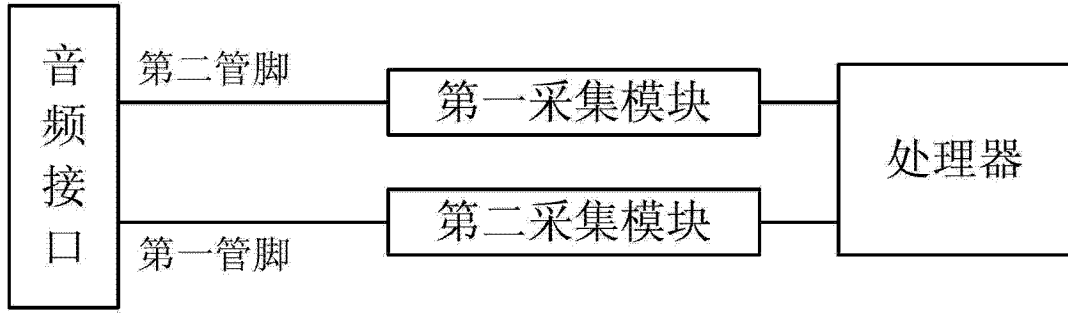 音频接口
第二管脚
第一采集模块
处理器
第二采集模块
第一管脚